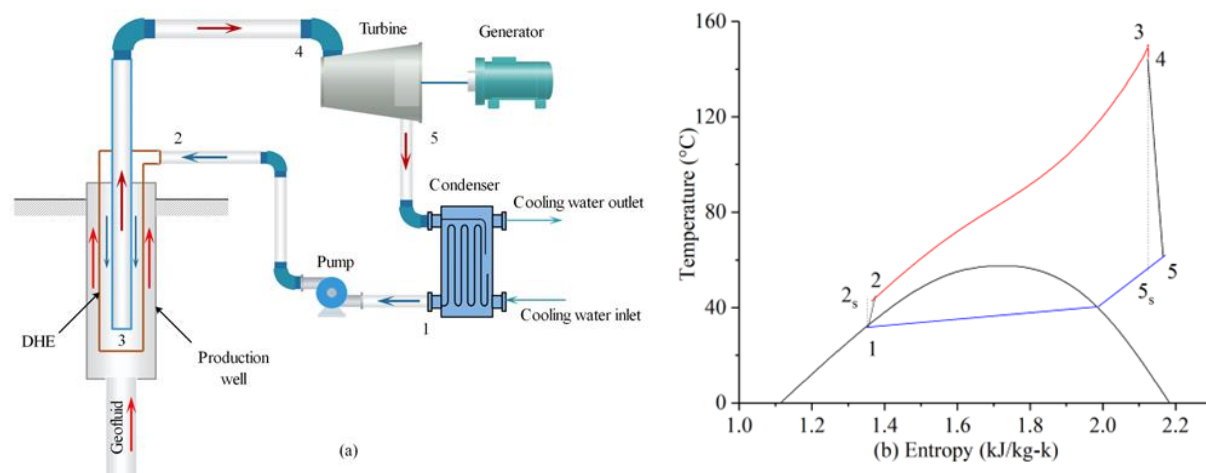 Turbine
Generator
4
5
2
Condenser
Cooling water outlet
Pump
1
Cooling water inlet
DHE
3
Production
well
Geofluid
(a)
160
120
80
40
0
Temperature (°C)
3
4
2
2s
1
5
5s
1.0
1.2
1.4
1.6
1.8
2.0
2.2
(b) Entropy (kJ/kg-k)